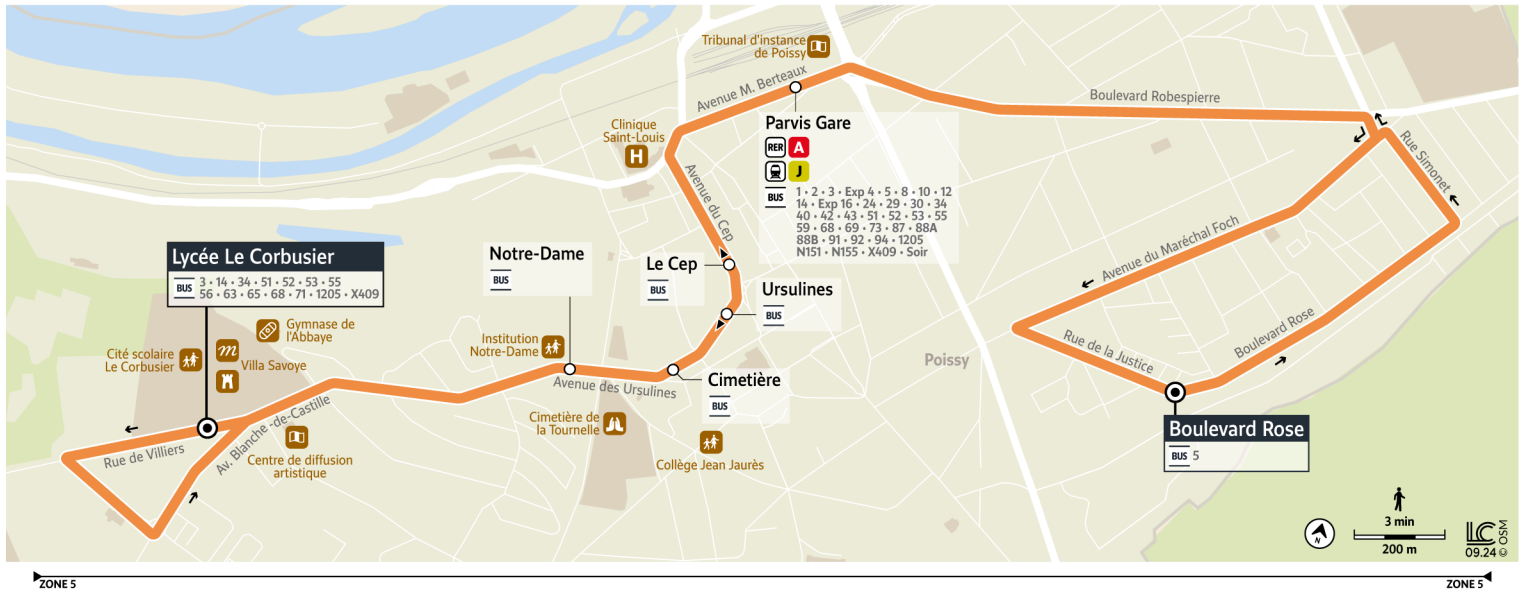 Tribunal d'instance
de Poissy
Avenue M. Berteaux
Boulevard Robespierre
Clinique
Saint-Louis
H
Parvis Gare
RER A
J
BUS
1 • 2 • 3 • Exp 4 • 5 • 8 • 10 • 12
14 • Exp 16 • 24 • 29 • 30 • 34
40 • 42 • 43 • 51 • 52 • 53 • 55
59 • 68 • 69 • 73 • 87 • 88A
88B • 91 • 92 • 94 • 1205
N151 • N155 • X409 • Soir
Rue Simonet
Avenue du Cep
Avenue du Maréchal Foch
Lycée Le Corbusier
BUS
3 • 14 • 34 • 51 • 52 • 53 • 55
56 • 63 • 65 • 68 • 71 • 1205 • X409
Notre-Dame
BUS
Le Cep
BUS
Ursulines
BUS
Gymnase de
l'Abbaye
Cité scolaire
Le Corbusier
m
Villa Savoye
Institution
Notre-Dame
Poissy
Rue de la Justice
Boulevard Rose
Avenue des Ursulines
Cimetière
BUS
Av. Blanche -de-Castille
Cimetière de
la Tournelle
Boulevard Rose
BUS 5
Rue de Villiers
Centre de diffusion
artistique
Collège Jean Jaurès
N
3 min
200 m
LC
09.24 © OSM
ZONE 5
ZONE 5